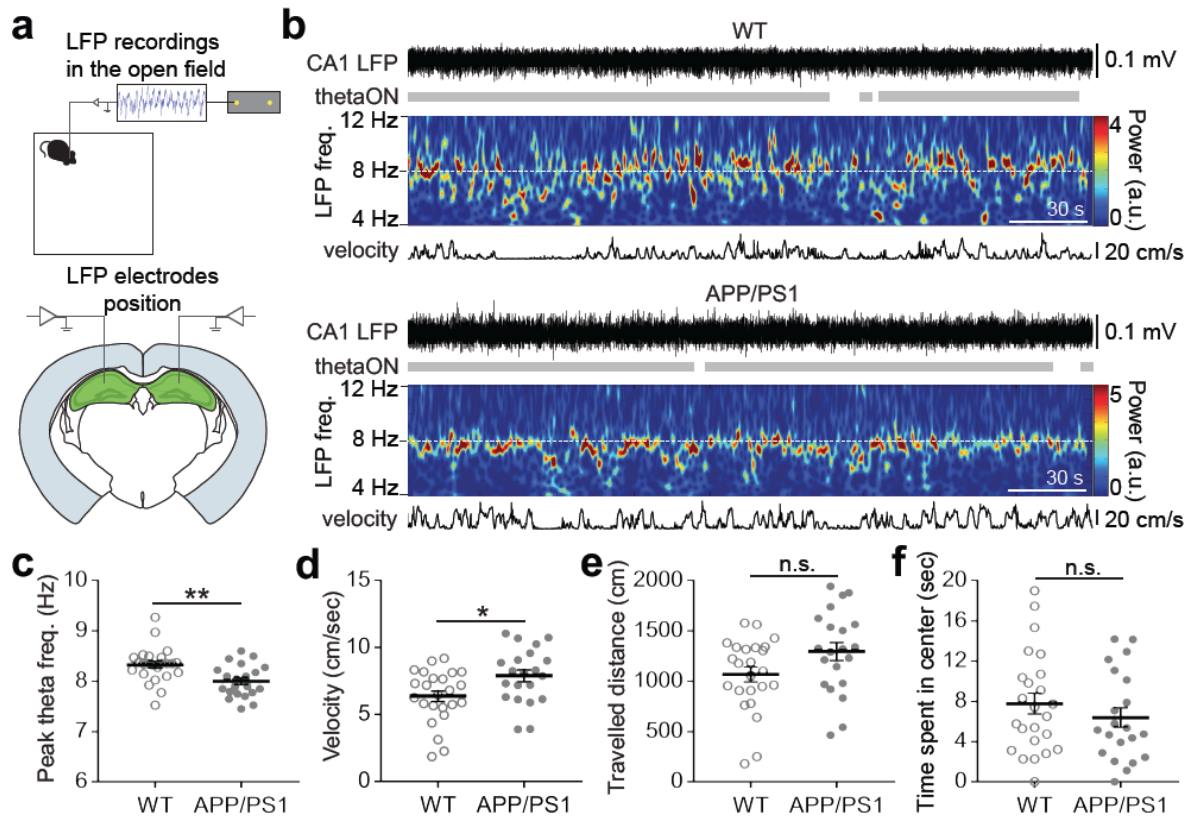 a
LFP recordings
in the open field
LFP electrodes
position
b
WT
CA1 LFP
0.1 mV
thetaON
12 Hz
8 Hz
4 Hz
LFP freq.
30 s
4
0
Power (a.u.)
velocity
20 cm/s
APP/PS1
CA1 LFP
0.1 mV
thetaON
12 Hz
8 Hz
4 Hz
LFP freq.
30 s
5
0
Power (a.u.)
velocity
20 cm/s
c
Peak theta freq. (Hz)
10
9
8
7
6
**
WT
APP/PS1
d
Velocity (cm/sec)
15
10
5
0
*
WT
APP/PS1
e
Travelled distance (cm)
2000
1500
1000
500
0
n.s.
WT
APP/PS1
f
Time spent in center (sec)
20
16
12
8
4
0
n.s.
WT
APP/PS1